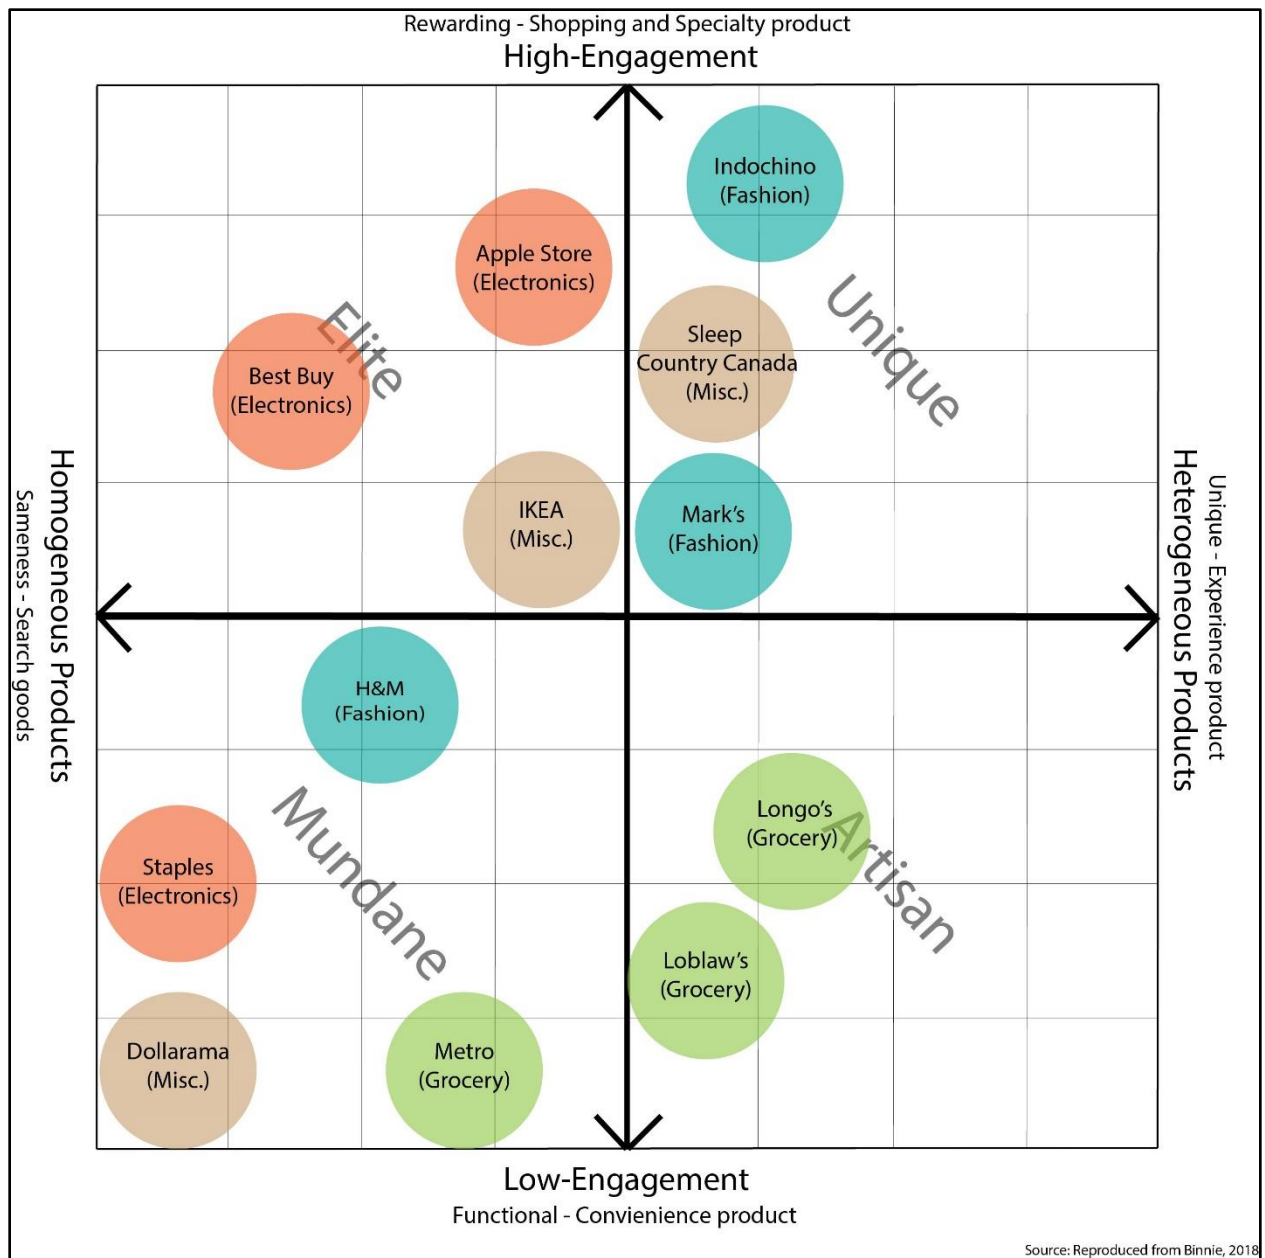 Rewarding - Shopping and Specialty product
High-Engagement
Indochino
(Fashion)
Apple Store
(Electronics)
Unique
Elite
Sleep
Country Canada
(Misc.)
Best Buy
(Electronics)
IKEA
(Misc.)
Mark's
(Fashion)
Homogeneous Products
Sameness - Search goods
Heterogeneous Products
Unique - Experience product
H&M
(Fashion)
Mundane
Longo's
(Grocery)
Artisan
Staples
(Electronics)
Loblaw's
(Grocery)
Dollarama
(Misc.)
Metro
(Grocery)
Low-Engagement
Functional - Convienience product
Source: Reproduced from Binnie, 2018